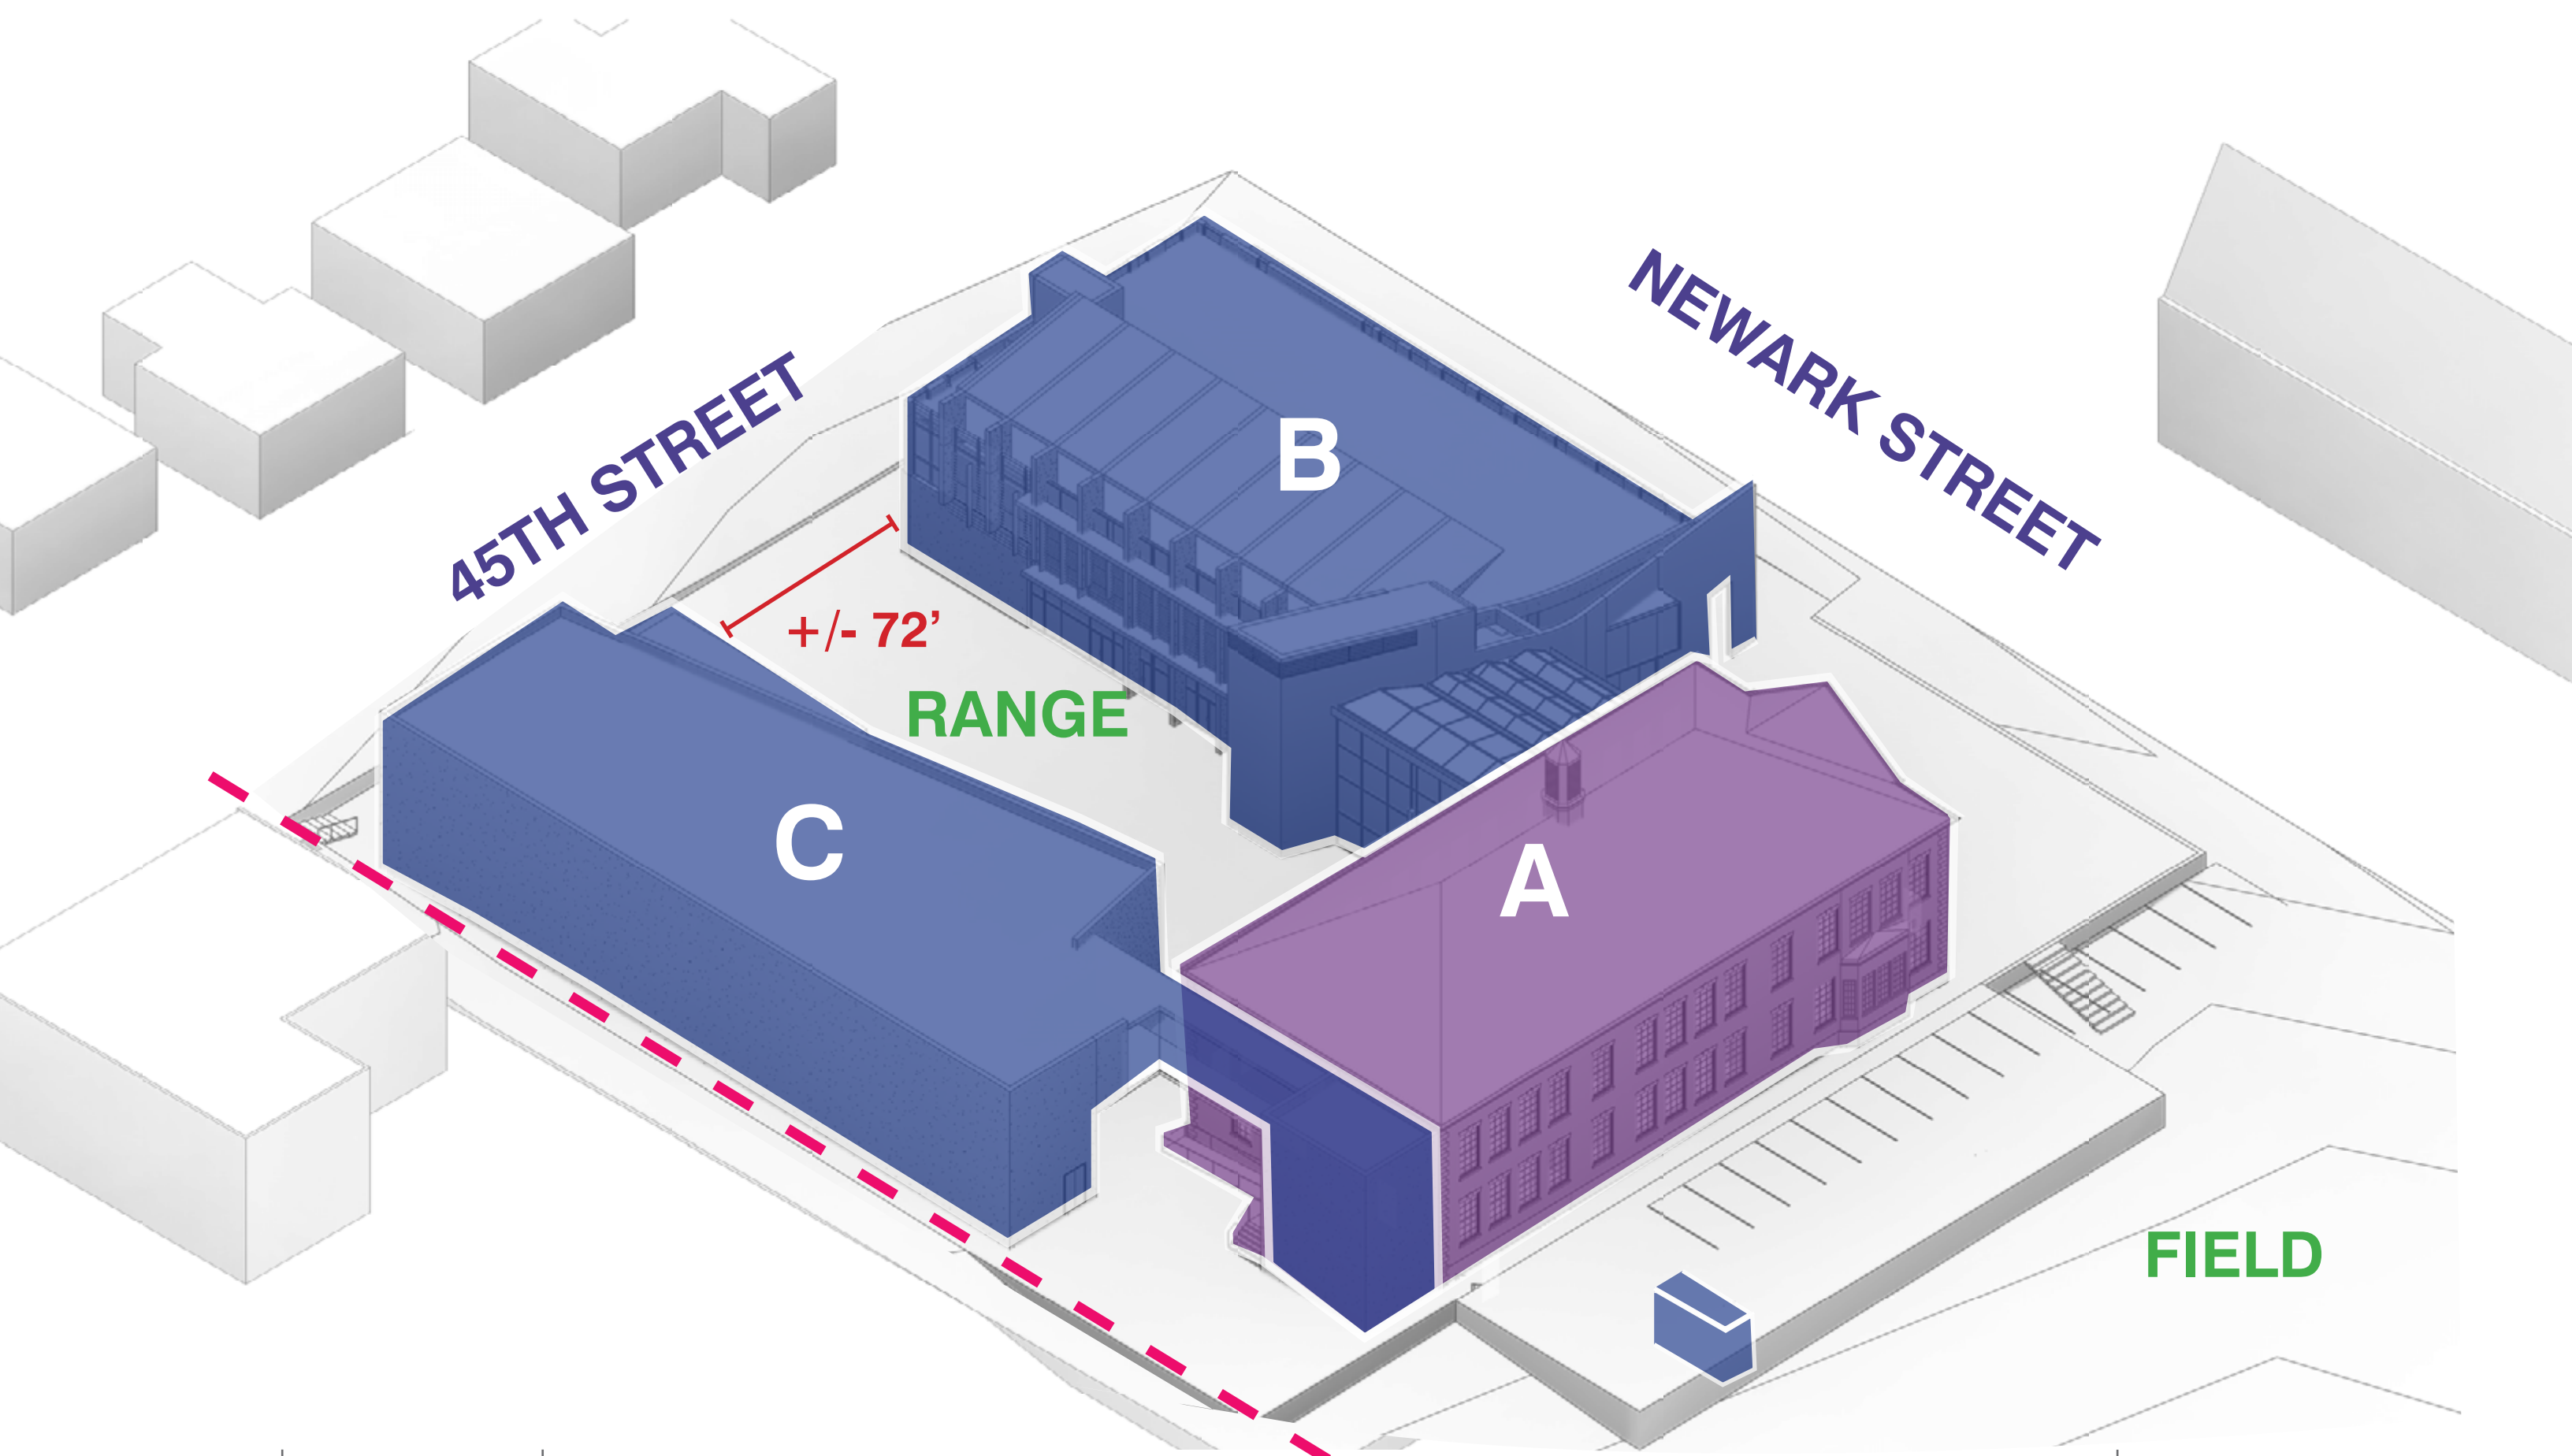 NEWARK STREET
45TH STREET
B
+/- 72’
RANGE
C
A
FIELD